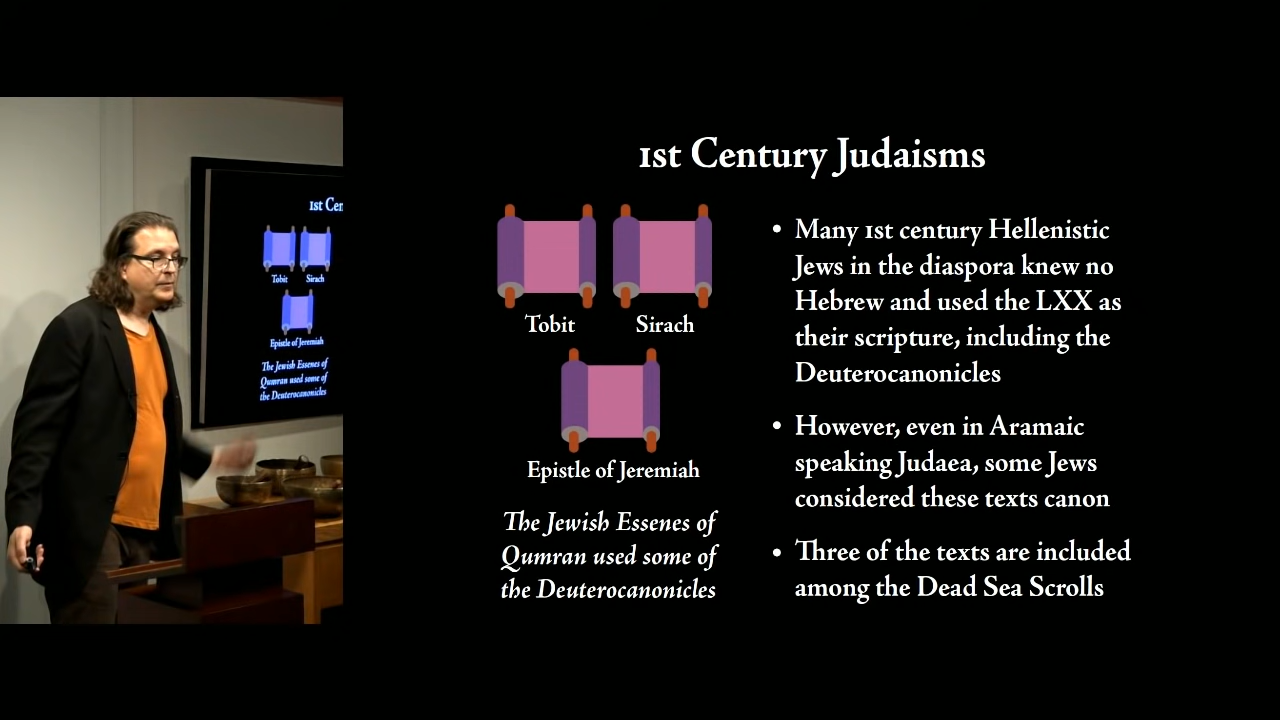 1st Century Judaisms
Tobit
Sirach
Epistle of Jeremiah
The Jewish Essenes of
Qumran used some of
the Deuterocanonicles
• Many 1st century Hellenistic
Jews in the diaspora knew no
Hebrew and used the LXX as
their scripture, including the
Deuterocanonicles
• However, even in Aramaic
speaking Judaea, some Jews
considered these texts canon
• Three of the texts are included
among the Dead Sea Scrolls
1st Cen
Tobit
Sirach
Epistle of Jeremiah
The Jewish Essenes of
Qumran used some of
the Deuterocanonicles